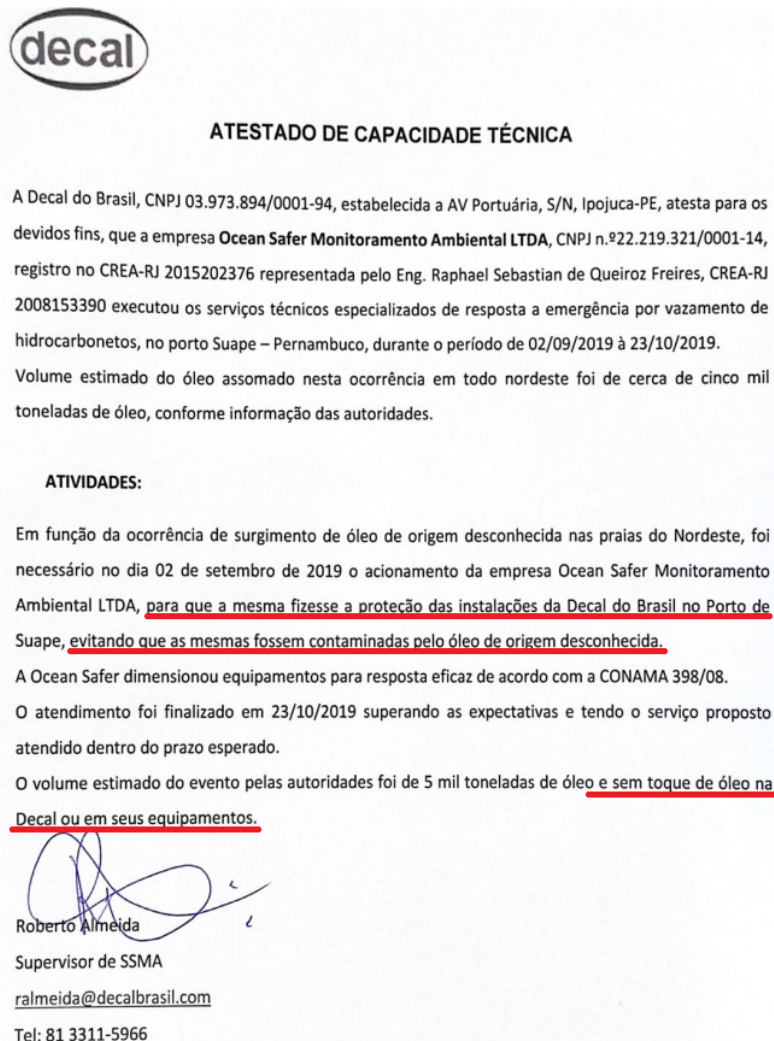 decal
ATESTADO DE CAPACIDADE TÉCNICA
A Decal do Brasil, CNPJ 03.973.894/0001-94, estabelecida a AV Portuária, S/N, Ipojuca-PE, atesta para os
devidos fins, que a empresa Ocean Safer Monitoramento Ambiental LTDA, CNPJ n.º22.219.321/0001-14,
registro no CREA-RJ 2015202376 representada pelo Eng. Raphael Sebastian de Queiroz Freires, CREA-RJ
2008153390 executou os serviços técnicos especializados de resposta a emergência por vazamento de
hidrocarbonetos, no porto Suape – Pernambuco, durante o período de 02/09/2019 à 23/10/2019.
Volume estimado do óleo assomado nesta ocorrência em todo nordeste foi de cerca de cinco mil
toneladas de óleo, conforme informação das autoridades.
ATIVIDADES:
Em função da ocorrência de surgimento de óleo de origem desconhecida nas praias do Nordeste, foi
necessário no dia 02 de setembro de 2019 o acionamento da empresa Ocean Safer Monitoramento
Ambiental LTDA, para que a mesma fizesse a proteção das instalações da Decal do Brasil no Porto de
Suape, evitando que as mesmas fossem contaminadas pelo óleo de origem desconhecida.
A Ocean Safer dimensionou equipamentos para resposta eficaz de acordo com a CONAMA 398/08.
O atendimento foi finalizado em 23/10/2019 superando as expectativas e tendo o serviço proposto
atendido dentro do prazo esperado.
O volume estimado do evento pelas autoridades foi de 5 mil toneladas de óleo e sem toque de óleo na
Decal ou em seus equipamentos.
Roberto Almeida
Supervisor de SSMA
ralmeida@decalbrasil.com
Tel: 81 3311-5966